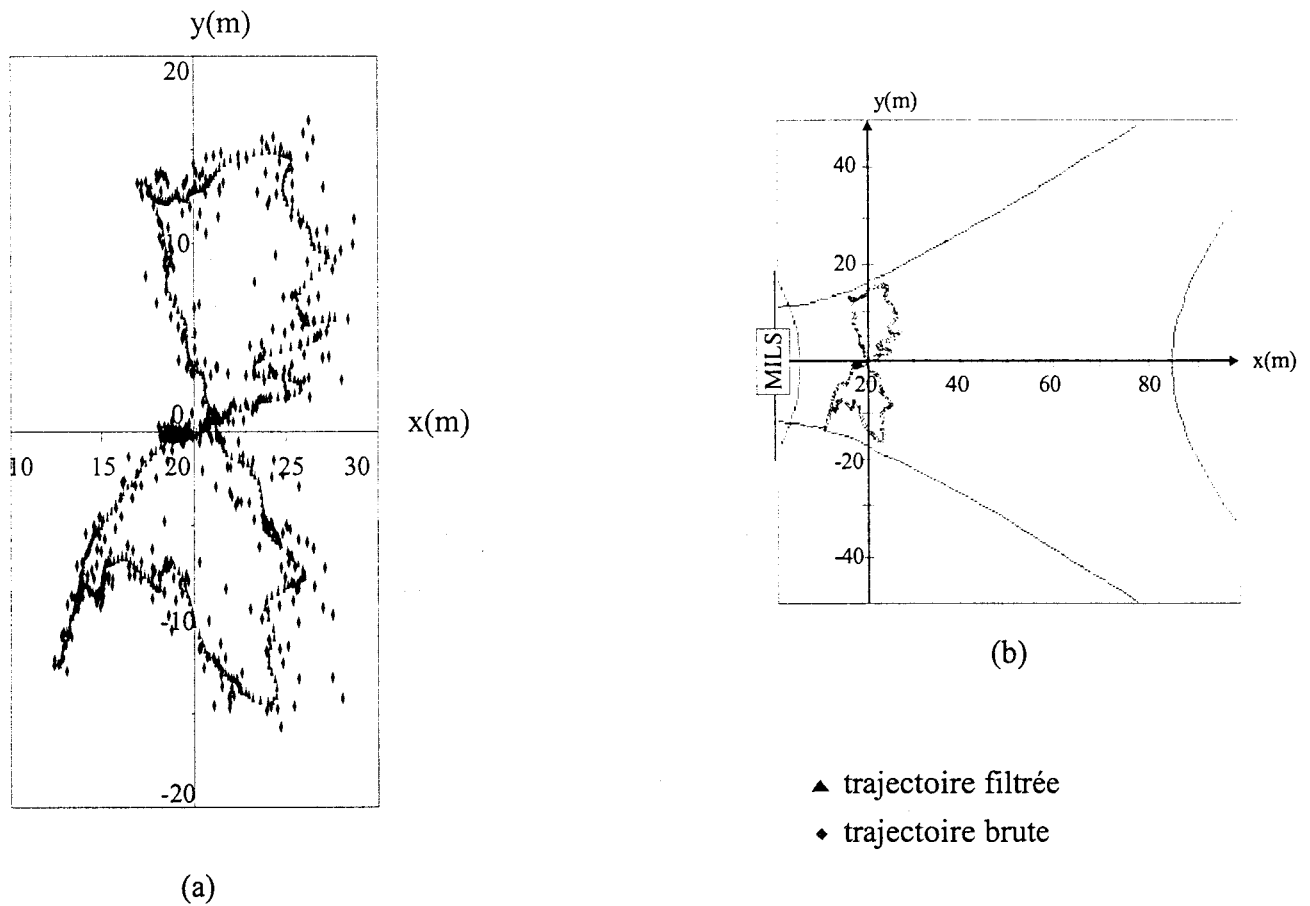 y(m)
20
10
0
x(m)
10 15 20 25 30
-10
-20
(a)
y(m)
40
20
MILS
x(m)
20 40 60 80
-20
-40
(b)
▲ trajectoire filtrée
◆ trajectoire brute